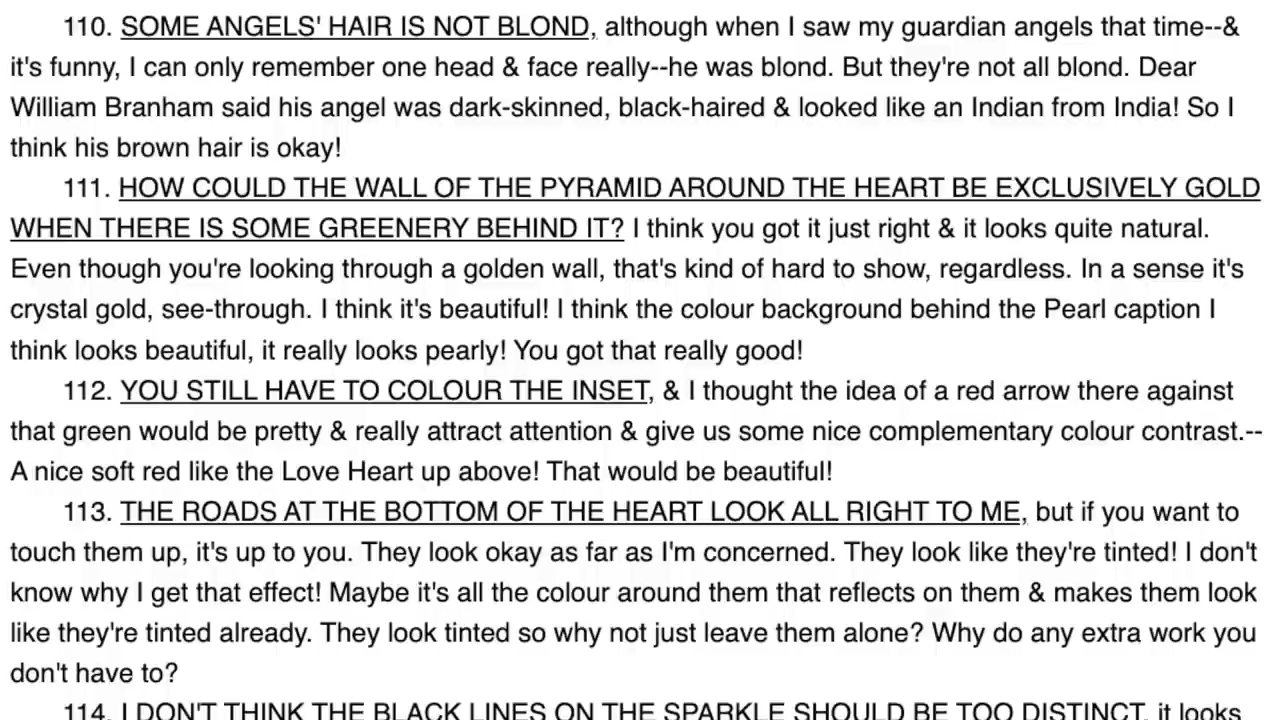 110. SOME ANGELS' HAIR IS NOT BLOND, although when I saw my guardian angels that time--&
it's funny, I can only remember one head & face really--he was blond. But they're not all blond. Dear
William Branham said his angel was dark-skinned, black-haired & looked like an Indian from India! So I
think his brown hair is okay!
111. HOW COULD THE WALL OF THE PYRAMID AROUND THE HEART BE EXCLUSIVELY GOLD
WHEN THERE IS SOME GREENERY BEHIND IT? I think you got it just right & it looks quite natural.
Even though you're looking through a golden wall, that's kind of hard to show, regardless. In a sense it's
crystal gold, see-through. I think it's beautiful! I think the colour background behind the Pearl caption I
think looks beautiful, it really looks pearly! You got that really good!
112. YOU STILL HAVE TO COLOUR THE INSET, & I thought the idea of a red arrow there against
that green would be pretty & really attract attention & give us some nice complementary colour contrast.--
A nice soft red like the Love Heart up above! That would be beautiful!
113. THE ROADS AT THE BOTTOM OF THE HEART LOOK ALL RIGHT TO ME, but if you want to
touch them up, it's up to you. They look okay as far as I'm concerned. They look like they're tinted! I don't
know why I get that effect! Maybe it's all the colour around them that reflects on them & makes them look
like they're tinted already. They look tinted so why not just leave them alone? Why do any extra work you
don't have to?
114. I DON'T THINK THE BLACK LINES ON THE SPARKLE SHOULD BE TOO DISTINCT, it looks